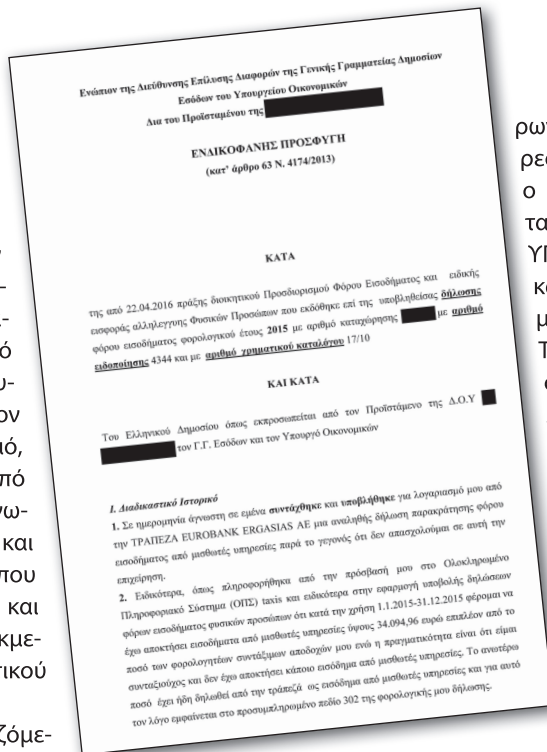 Ενώπιον της Διεύθυνσης Επίλυσης Διαφορών της Γενικής Γραμματείας Δημοσίων
Εσόδων του Υπουργείου Οικονομικών
Δια του Προϊσταμένου της
ΕΝΔΙΚΟΦΑΝΗΣ ΠΡΟΣΦΥΓΗ
(κατ' άρθρο 63 Ν. 4174/2013)
ΚΑΤΑ
της από 22.04.2016 πράξης διοικητικού Προσδιορισμού Φόρου Εισοδήματος και ειδικής
εισφοράς αλληλεγγυης Φυσικών Προσώπων που εκδόθηκε επί της υποβληθείσας δήλωσης
φόρου εισοδήματος φορολογικού έτους 2015 με αριθμό καταχώρησης με αριθμό
ειδοποίησης 4344 και με αριθμό χρηματικού καταλόγου 17/10
ΚΑΙ ΚΑΤΑ
Του Ελληνικού Δημοσίου όπως εκπροσωπείται από τον Προϊστάμενο της Δ.Ο.Υ
τον Γ.Γ. Εσόδων και τον Υπουργό Οικονομικών
Ι. Διαδικαστικό Ιστορικό
1. Σε ημερομηνία άγνωστη σε εμένα συντάχθηκε και υποβλήθηκε για λογαριασμό μου από
την ΤΡΑΠΕΖΑ EUROBANK ERGASIAS AE μια αναληθής δήλωση παρακράτησης φόρου
εισοδήματος από μισθωτές υπηρεσίες παρά το γεγονός ότι δεν απασχολούμαι σε αυτή την
επιχείρηση.
2. Ειδικότερα, όπως πληροφορήθηκα από την πρόσβασή μου στο Ολοκληρωμένο
Πληροφοριακό Σύστημα (ΟΠΣ) taxis και ειδικότερα στην εφαρμογή υποβολής δηλώσεων
φόρων εισοδήματος φυσικών προσώπων ότι κατά την χρήση 1.1.2015-31.12.2015 φέρομαι να
έχω αποκτήσει εισοδήματα από μισθωτές υπηρεσίες ύψους 34.094,96 ευρώ επιπλέον από το
ποσό των φορολογητέων συντάξιμων αποδοχών μου ενώ η πραγματικότητα είναι ότι είμαι
συνταξιούχος και δεν έχω αποκτήσει κάποιο εισόδημα από μισθωτές υπηρεσίες. Το ανωτέρω
ποσό έχει ήδη δηλωθεί από την τράπεζά ως εισόδημα από μισθωτές υπηρεσίες και για αυτό
τον λόγο εμφαίνεται στο προσυμπληρωμένο πεδίο 302 της φορολογικής μου δήλωσης.